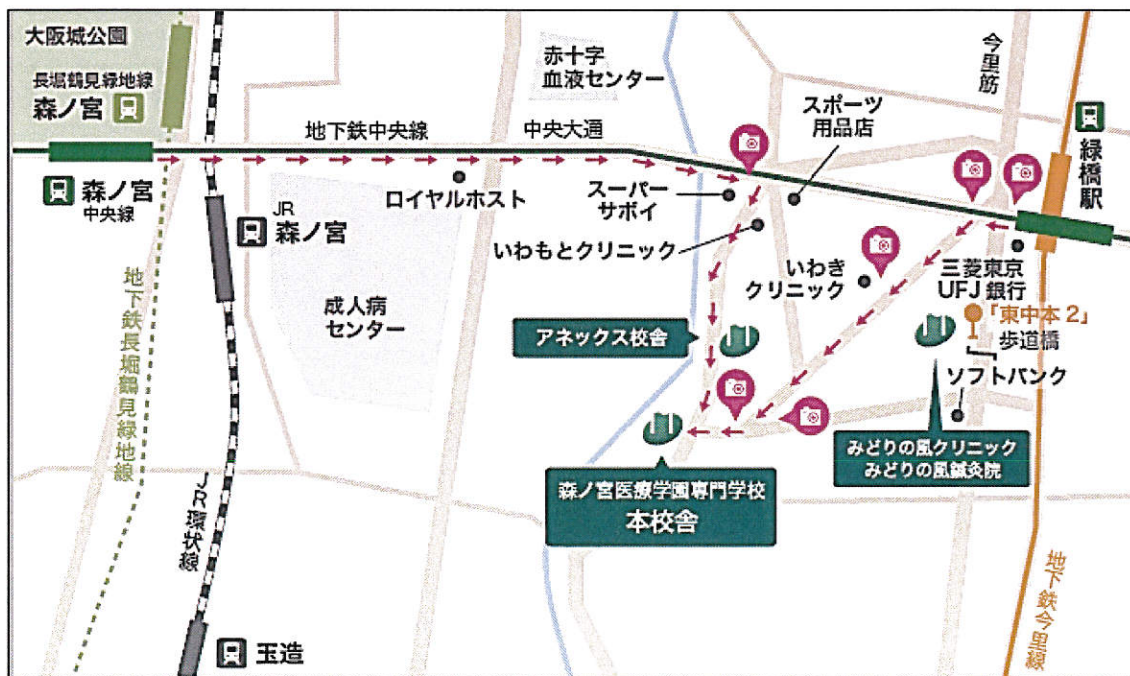 大阪城公園
長堀鶴見緑地線
森ノ宮
森ノ宮
中央線
JR
森ノ宮
地下鉄中央線
中央大通
赤十字
血液センター
ロイヤルホスト
スーパー
サボイ
スポーツ
用品店
いわもとクリニック
いわき
クリニック
今里筋
緑橋駅
三菱東京
UFJ 銀行
「東中本 2」
歩道橋
ソフトバンク
成人病
センター
アネックス校舎
みどりの風クリニック
みどりの風鍼灸院
森ノ宮医療学園専門学校
本校舎
地下鉄長堀鶴見緑地線
JR環状線
地下鉄今里線
玉造